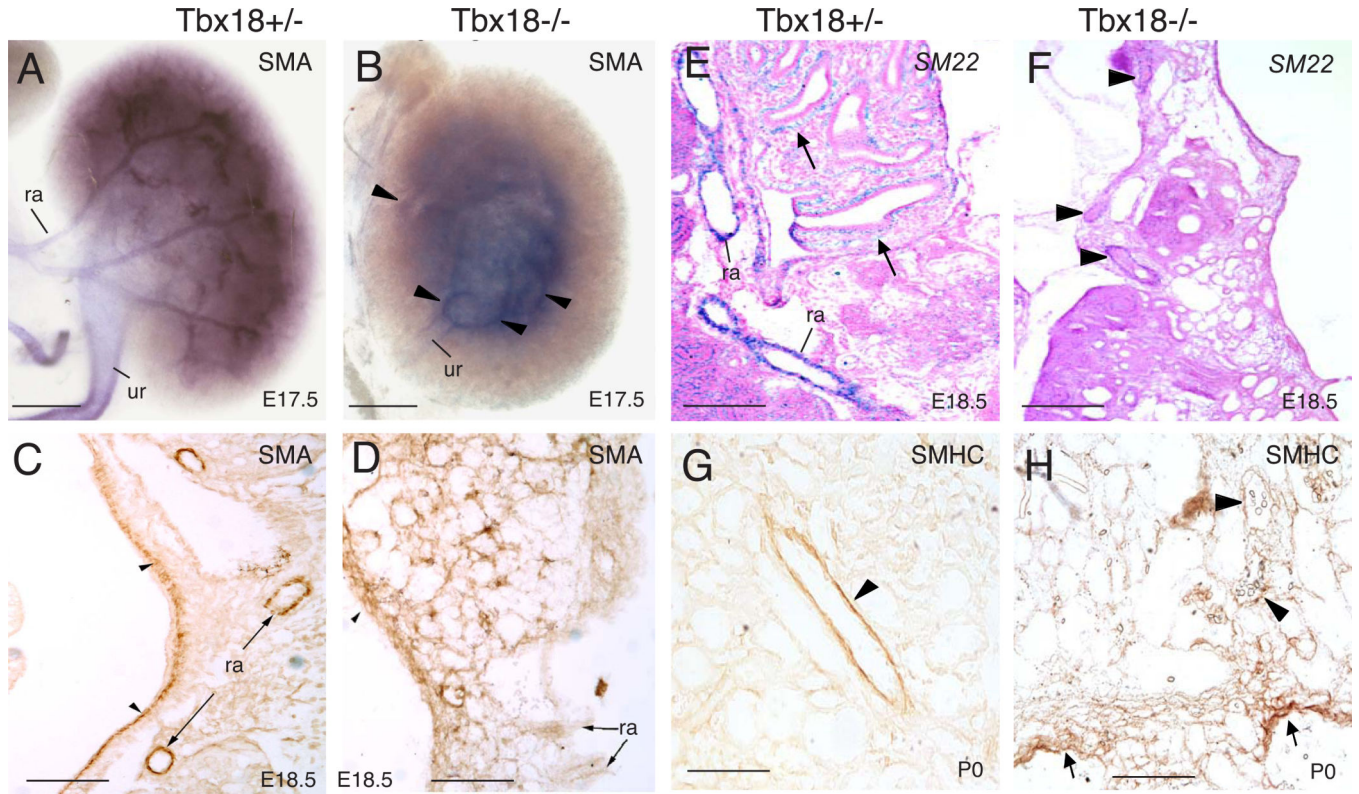 Tbx18+/- Tbx18-/- Tbx18+/- Tbx18-/-
A SMA
ra
ur
E17.5
B SMA
ur
E17.5
E SM22
ra
ra
E18.5
F SM22
E18.5
C SMA
ra
E18.5
D SMA
ra
E18.5
G SMHC
P0
H SMHC
P0